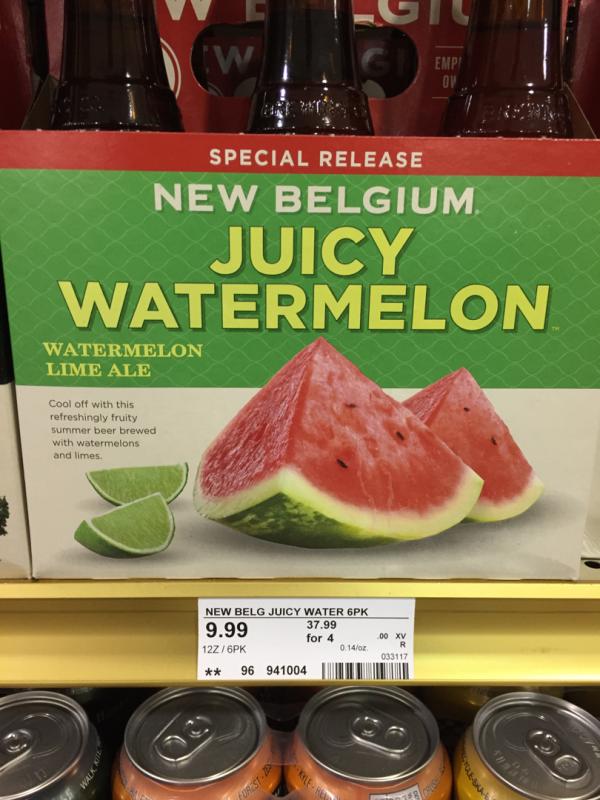 SPECIAL RELEASE
NEW BELGIUM
JUICY
WATERMELON
WATERMELON
LIME ALE
Cool off with this
refreshingly fruity
summer beer brewed
with watermelons
and limes.
NEW BELG JUICY WATER 6PK
9.99
37.99
for 4
.00 XV
R
12Z / 6PK
0.14/oz.
033117
** 96 941004